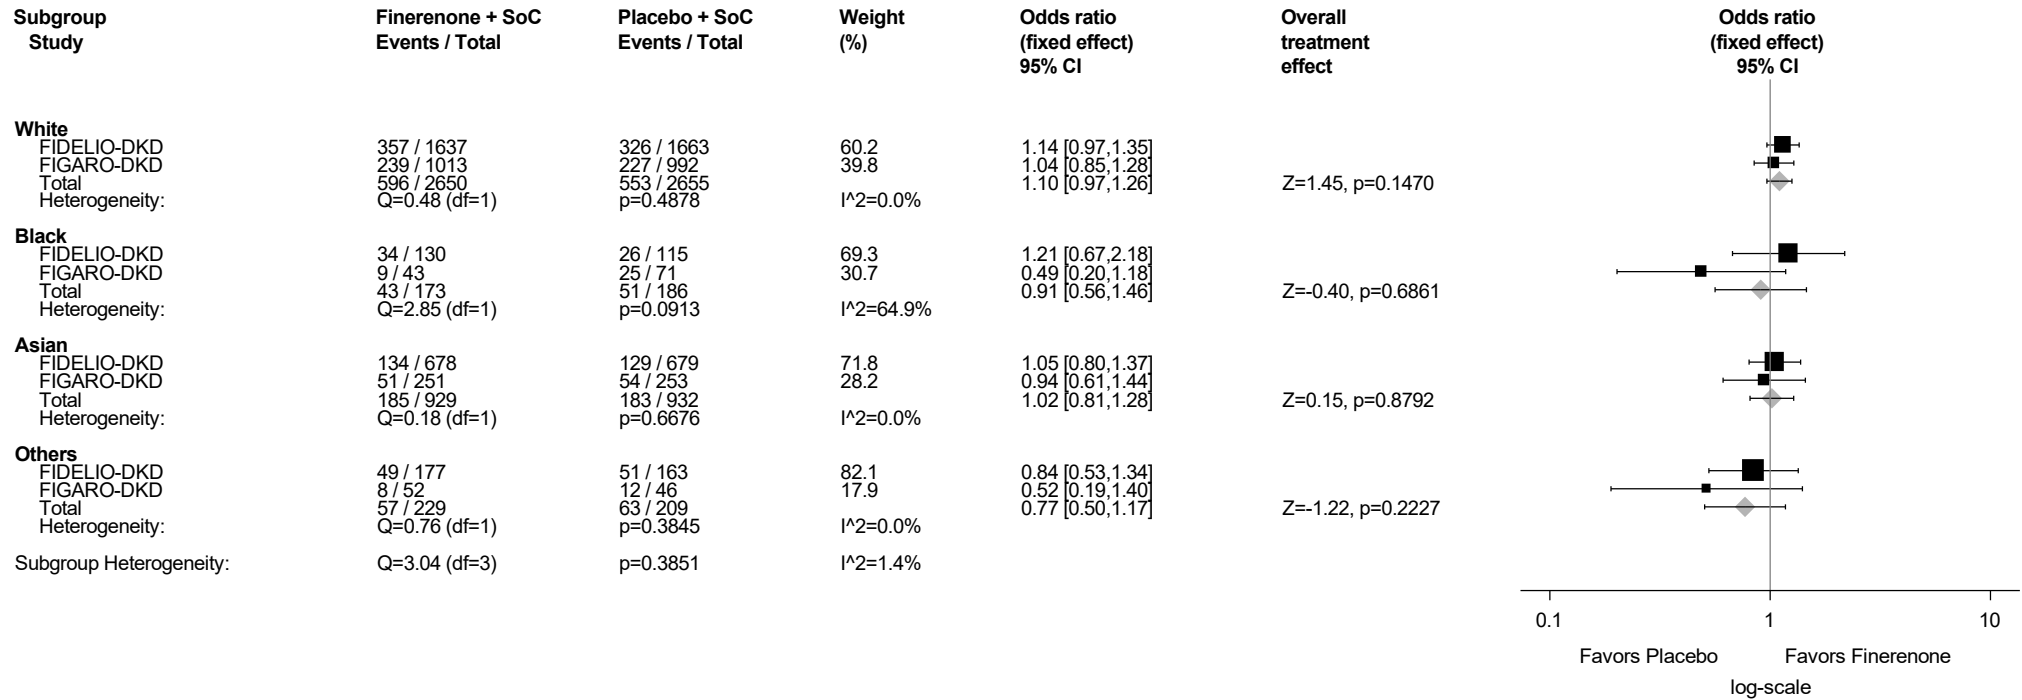 Subgroup Finerenone + SoC Placebo + SoC Weight Odds ratio Overall Odds ratio
Study Events / Total Events / Total (%) (fixed effect) treatment (fixed effect)
95% CI effect 95% CI
White
FIDELIO-DKD 357 / 1637 326 / 1663 60.2 1.14 [0.97,1.35]
FIGARO-DKD 239 / 1013 227 / 992 39.8 1.04 [0.85,1.28]
Total 596 / 2650 553 / 2655 1.10 [0.97,1.26] Z=1.45, p=0.1470
Heterogeneity: Q=0.48 (df=1) p=0.4878 I^2=0.0%
Black
FIDELIO-DKD 34 / 130 26 / 115 69.3 1.21 [0.67,2.18]
FIGARO-DKD 9 / 43 25 / 71 30.7 0.49 [0.20,1.18]
Total 43 / 173 51 / 186 0.91 [0.56,1.46] Z=-0.40, p=0.6861
Heterogeneity: Q=2.85 (df=1) p=0.0913 I^2=64.9%
Asian
FIDELIO-DKD 134 / 678 129 / 679 71.8 1.05 [0.80,1.37]
FIGARO-DKD 51 / 251 54 / 253 28.2 0.94 [0.61,1.44]
Total 185 / 929 183 / 932 1.02 [0.81,1.28] Z=0.15, p=0.8792
Heterogeneity: Q=0.18 (df=1) p=0.6676 I^2=0.0%
Others
FIDELIO-DKD 49 / 177 51 / 163 82.1 0.84 [0.53,1.34]
FIGARO-DKD 8 / 52 12 / 46 17.9 0.52 [0.19,1.40]
Total 57 / 229 63 / 209 0.77 [0.50,1.17] Z=-1.22, p=0.2227
Heterogeneity: Q=0.76 (df=1) p=0.3845 I^2=0.0%
Subgroup Heterogeneity: Q=3.04 (df=3) p=0.3851 I^2=1.4%
0.1 1 10
Favors Placebo Favors Finerenone
log-scale